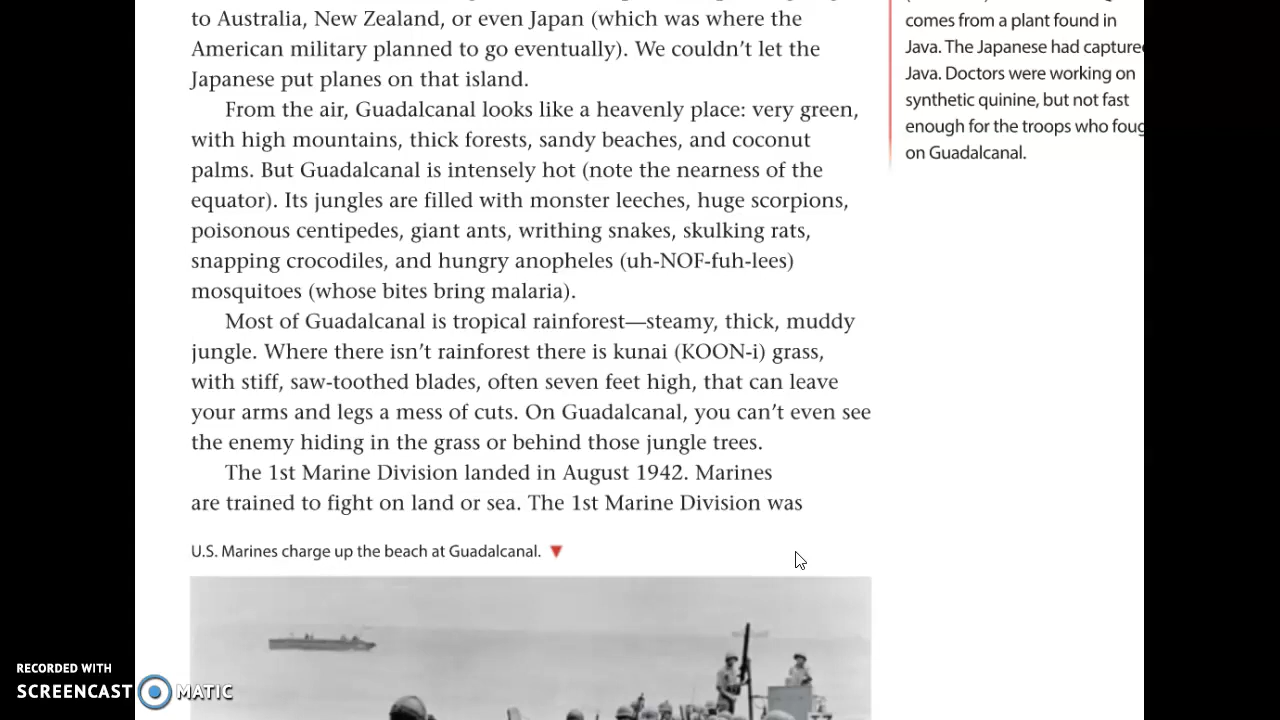 to Australia, New Zealand, or even Japan (which was where the
American military planned to go eventually). We couldn't let the
Japanese put planes on that island.
From the air, Guadalcanal looks like a heavenly place: very green,
with high mountains, thick forests, sandy beaches, and coconut
palms. But Guadalcanal is intensely hot (note the nearness of the
equator). Its jungles are filled with monster leeches, huge scorpions,
poisonous centipedes, giant ants, writhing snakes, skulking rats,
snapping crocodiles, and hungry anopheles (uh-NOF-fuh-lees)
mosquitoes (whose bites bring malaria).
Most of Guadalcanal is tropical rainforest—steamy, thick, muddy
jungle. Where there isn't rainforest there is kunai (KOON-i) grass,
with stiff, saw-toothed blades, often seven feet high, that can leave
your arms and legs a mess of cuts. On Guadalcanal, you can't even see
the enemy hiding in the grass or behind those jungle trees.
The 1st Marine Division landed in August 1942. Marines
are trained to fight on land or sea. The 1st Marine Division was
U.S. Marines charge up the beach at Guadalcanal.
comes from a plant found in
Java. The Japanese had capture
Java. Doctors were working on
synthetic quinine, but not fast
enough for the troops who foug
on Guadalcanal.
RECORDED WITH
SCREENCAST MATIC